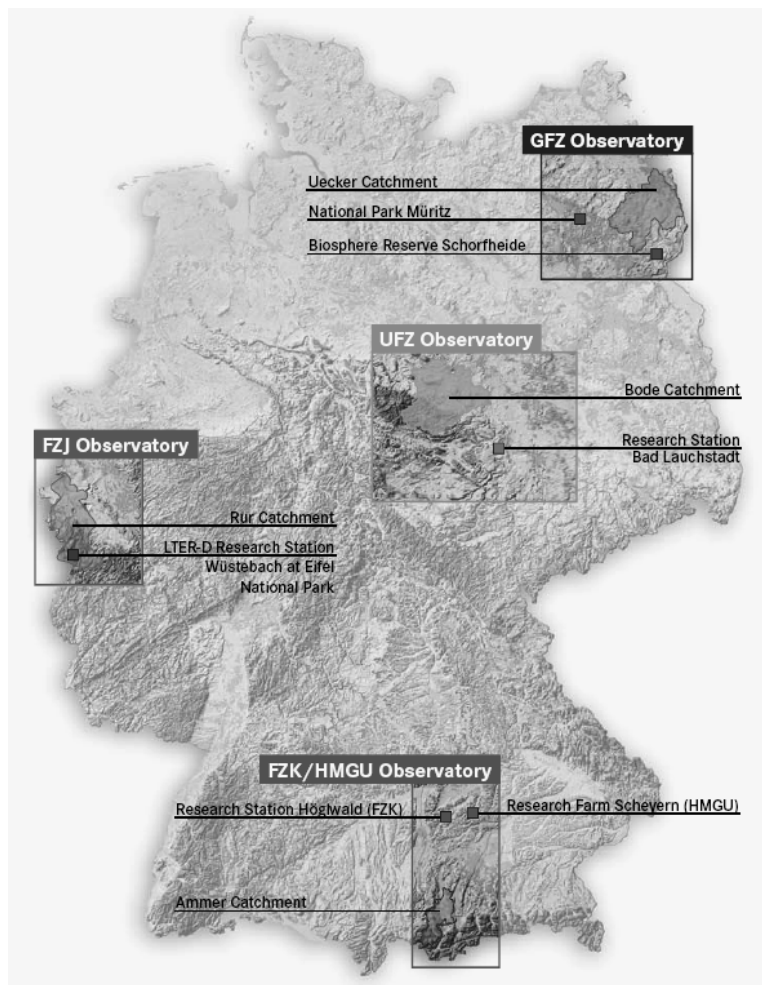 GFZ Observatory
Uecker Catchment
National Park Müritz
Biosphere Reserve Schorfheide
UFZ Observatory
Bode Catchment
Research Station
Bad Lauchstadt
FZJ Observatory
Rur Catchment
LTER-D Research Station
Wüstebach at Eifel
National Park
FZK/HMGU Observatory
Research Station Höglwald (FZK)
Research Farm Scheyern (HMGU)
Ammer Catchment